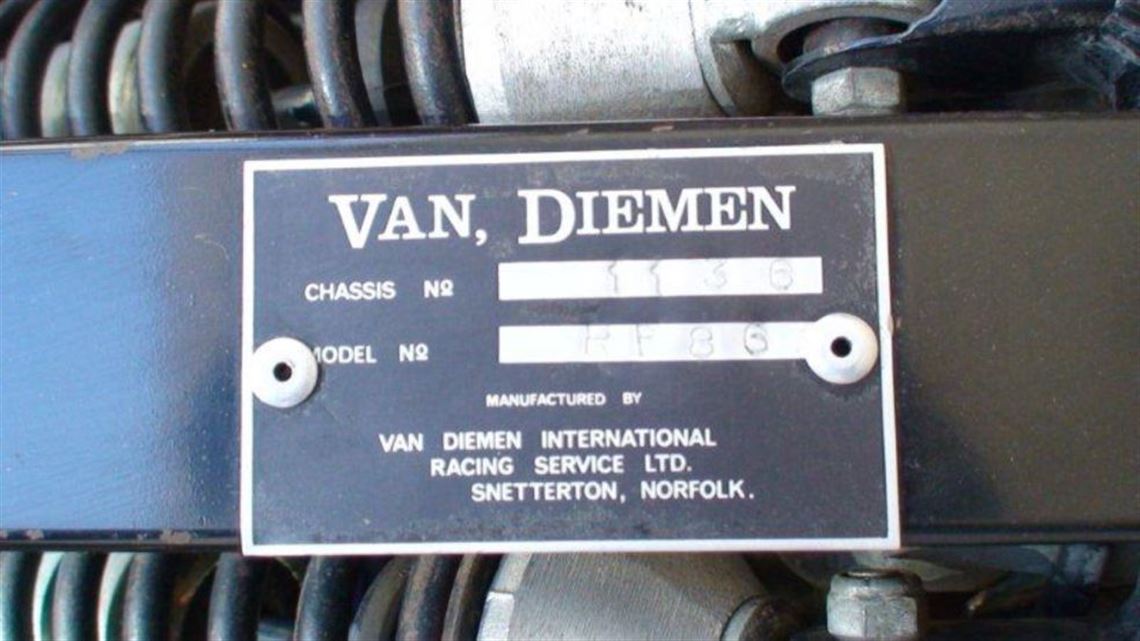 VAN, DIEMEN
CHASSIS Nº 1136
MODEL Nº RF86
MANUFACTURED BY
VAN DIEMEN INTERNATIONAL
RACING SERVICE LTD.
SNETTERTON, NORFOLK.